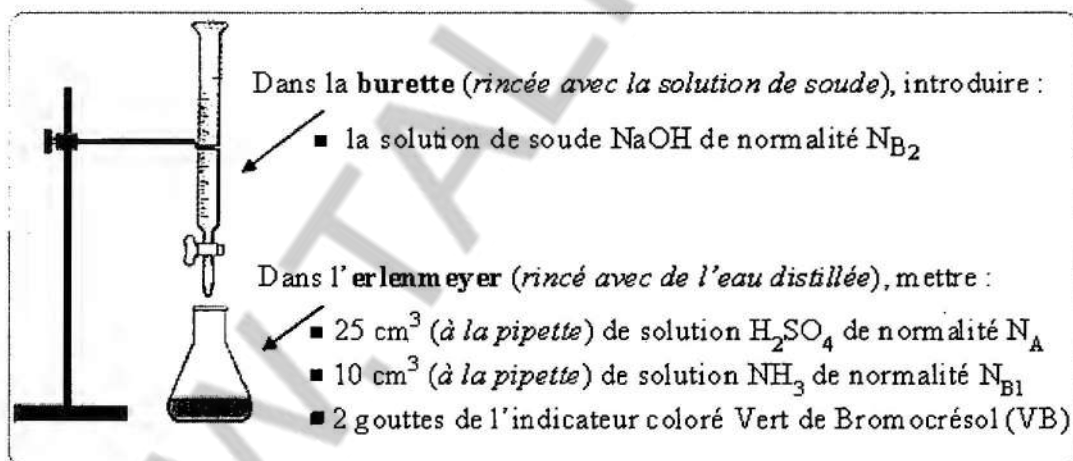 Dans la burette (rincée avec la solution de soude), introduire :
▪ la solution de soude NaOH de normalité N_B2
Dans l'erlenmeyer (rincé avec de l'eau distillée), mettre :
▪ 25 cm³ (à la pipette) de solution H₂SO₄ de normalité N_A
▪ 10 cm³ (à la pipette) de solution NH₃ de normalité N_B1
▪ 2 gouttes de l'indicateur coloré Vert de Bromocrésol (VB)